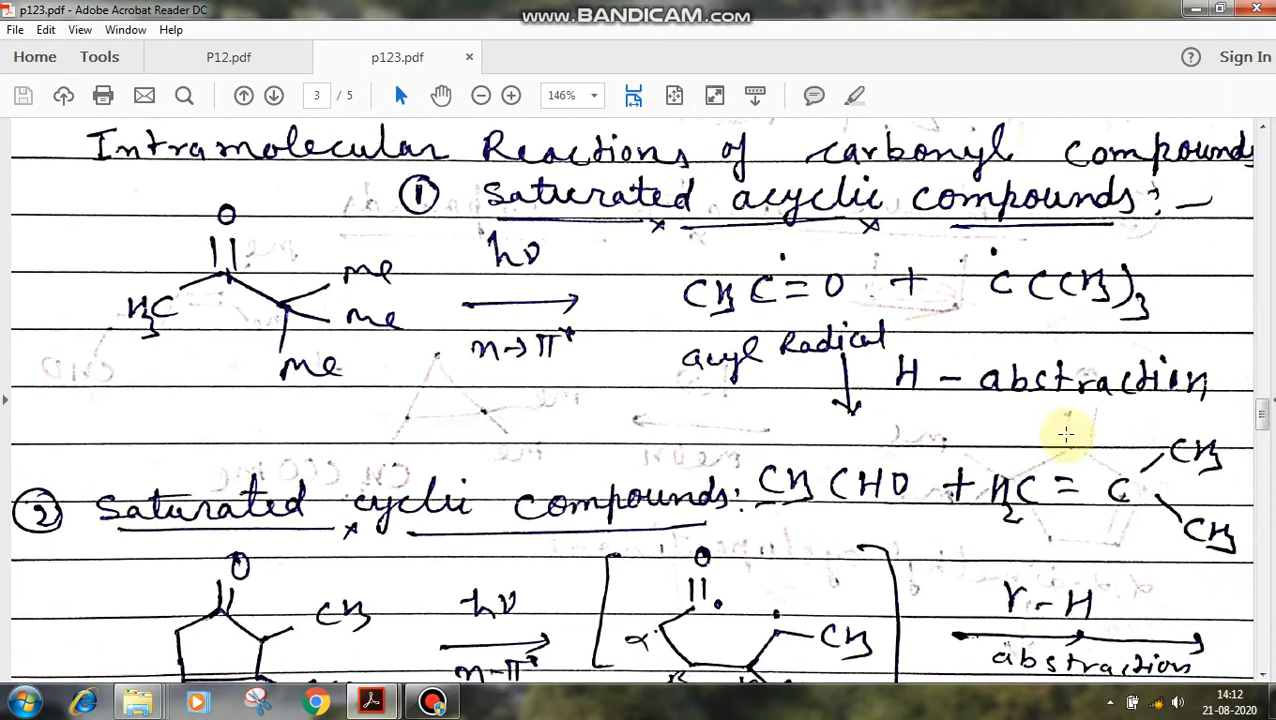 p123.pdf - Adobe Acrobat Reader DC
www.BANDICAM.com
File Edit View Window Help
Home Tools P12.pdf p123.pdf × ? Sign In
3 / 5 146%
Intramolecular Reactions of carbonyl compounds
① Saturated acyclic compounds:-
O
hν
H3C Me Me Me
n→π*
CH3 Ċ=O + Ċ(CH3)3
acyl Radical
H - abstraction
CH3CHO + H2C = C CH3 CH3
② Saturated cyclic compounds:
O
CH3
hν
n-π*
O
α
CH3
r-H
abstraction
14:12
21-08-2020